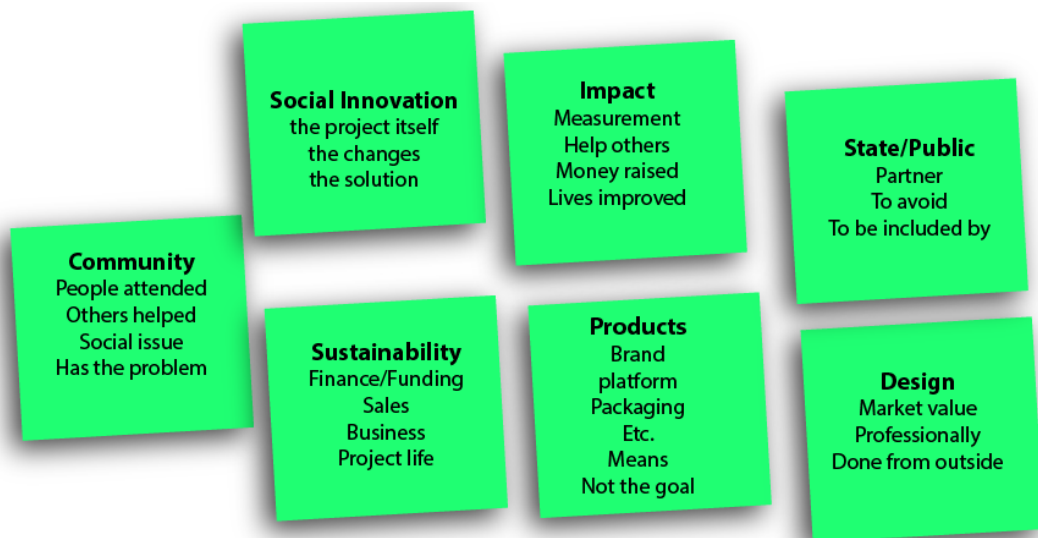 Social Innovation
the project itself
the changes
the solution
Impact
Measurement
Help others
Money raised
Lives improved
State/Public
Partner
To avoid
To be included by
Community
People attended
Others helped
Social issue
Has the problem
Sustainability
Finance/Funding
Sales
Business
Project life
Products
Brand
platform
Packaging
Etc.
Means
Not the goal
Design
Market value
Professionally
Done from outside